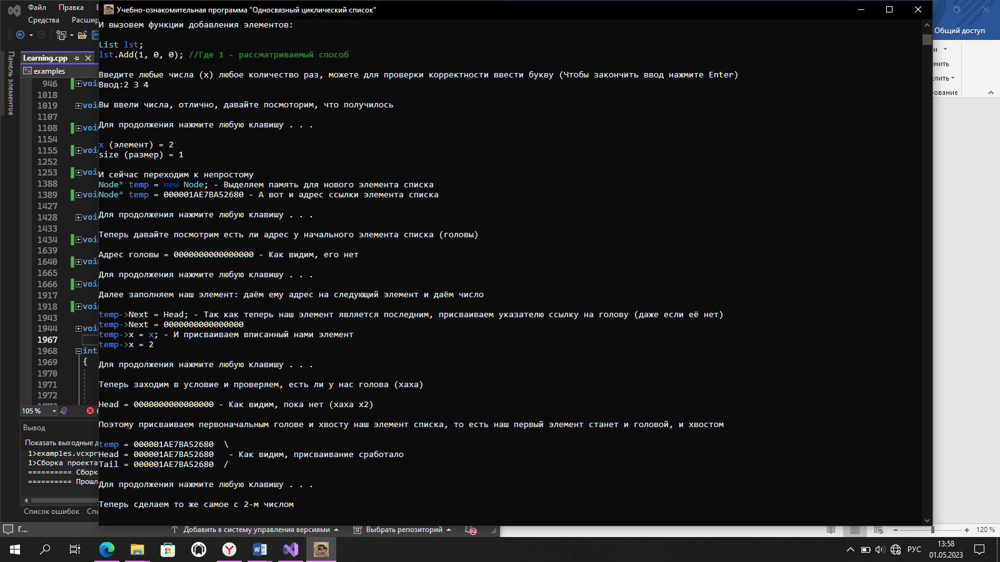 Файл Правка
Средства Расшир
Панель элементов
Learning.cpp
examples
946 voi
1018
1019 voi
1107
1108 voi
1154
1155 voi
1252
1253 voi
1388
1389 voi
1427
1428 voi
1433
1434 voi
1639
1640 voi
1665
1666 voi
1917
1918 voi
1943
1944 voi
1967
1968 int
1969 {
1970
1971
1972
105 %
Вывод
Показать выходные д
1>examples.vcxpr
1>Сборка проекта
========== Сборк
========== Прошл
Список ошибок Спи
Учебно-ознакомительная программа "Односвязный циклический список"
И вызовем функции добавления элементов:
List lst;
lst.Add(1, 0, 0); //Где 1 - рассматриваемый способ
Введите любые числа (x) любое количество раз, можете для проверки корректности ввести букву (Чтобы закончить ввод нажмите Enter)
Ввод:2 3 4
Вы ввели числа, отлично, давайте посмоторим, что получилось
Для продолжения нажмите любую клавишу . . .
x (элемент) = 2
size (размер) = 1
И сейчас переходим к непростому
Node* temp = new Node; - Выделяем память для нового элемента списка
Node* temp = 000001AE7BA52680 - А вот и адрес ссылки элемента списка
Для продолжения нажмите любую клавишу . . .
Теперь давайте посмотрим есть ли адрес у начального элемента списка (головы)
Адрес головы = 0000000000000000 - Как видим, его нет
Для продолжения нажмите любую клавишу . . .
Далее заполняем наш элемент: даём ему адрес на следующий элемент и даём число
temp->Next = Head; - Так как теперь наш элемент является последним, присваиваем указателю ссылку на голову (даже если её нет)
temp->Next = 0000000000000000
temp->x = x; - И присваиваем вписанный нами элемент
temp->x = 2
Для продолжения нажмите любую клавишу . . .
Теперь заходим в условие и проверяем, есть ли у нас голова (хаха)
Head = 0000000000000000 - Как видим, пока нет (хаха x2)
Поэтому присваиваем первоначальным голове и хвосту наш элемент списка, то есть наш первый элемент станет и головой, и хвостом
temp = 000001AE7BA52680 \
Head = 000001AE7BA52680 - Как видим, присваивание сработало
Tail = 000001AE7BA52680 /
Для продолжения нажмите любую клавишу . . .
Теперь сделаем то же самое с 2-м числом
Общий доступ
ти
енить
елить
рование
Г...
Добавить в систему управления версиями
Выбрать репозиторий
2
120 %
РУС
13:58
01.05.2023